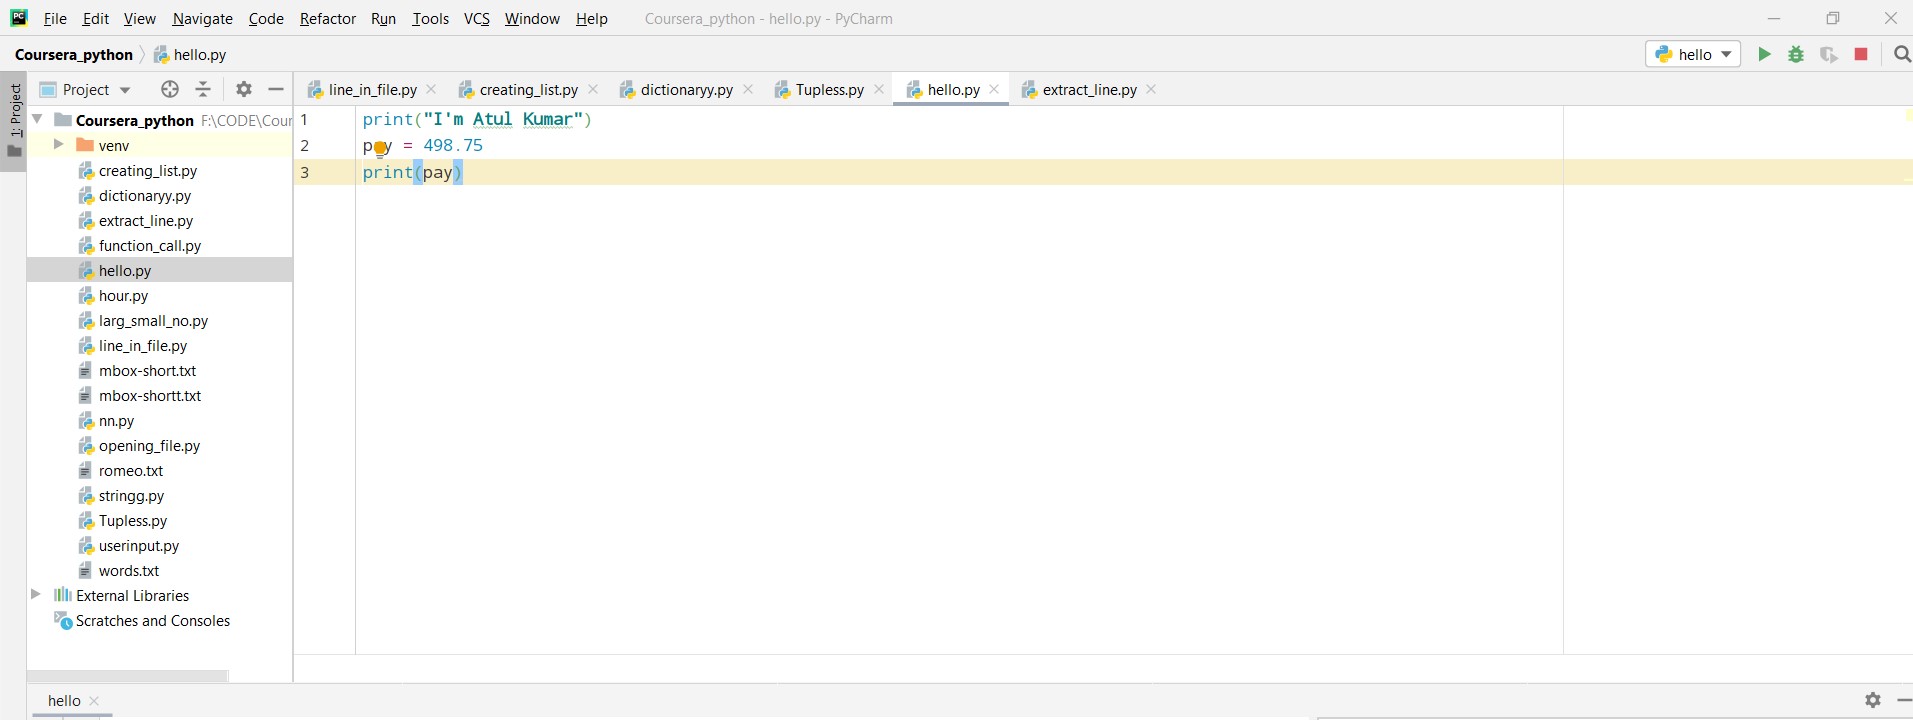 PC File Edit View Navigate Code Refactor Run Tools VCS Window Help Coursera_python - hello.py - PyCharm
Coursera_python hello.py hello
1: Project
Project
line_in_file.py creating_list.py dictionaryy.py Tupless.py hello.py extract_line.py
Coursera_python F:\CODE\Cour
venv
creating_list.py
dictionaryy.py
extract_line.py
function_call.py
hello.py
hour.py
larg_small_no.py
line_in_file.py
mbox-short.txt
mbox-shortt.txt
nn.py
opening_file.py
romeo.txt
stringg.py
Tupless.py
userinput.py
words.txt
External Libraries
Scratches and Consoles
1 print("I'm Atul Kumar")
2 pay = 498.75
3 print(pay)
hello